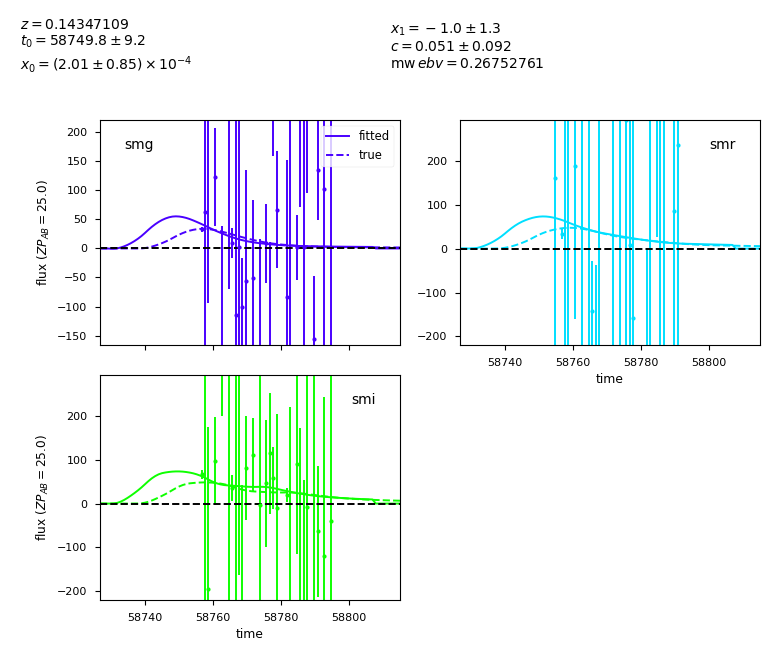 z = 0.14347109
t₀ = 58749.8 ± 9.2
x₀ = (2.01 ± 0.85) × 10⁻⁴
x₁ = −1.0 ± 1.3
c = 0.051 ± 0.092
mw ebv = 0.26752761
smg
fitted
true
200
150
100
50
0
−50
−100
−150
flux (ZP_AB = 25.0)
smr
200
100
0
−100
−200
58740 58760 58780 58800
time
smi
200
100
0
−100
−200
flux (ZP_AB = 25.0)
58740 58760 58780 58800
time